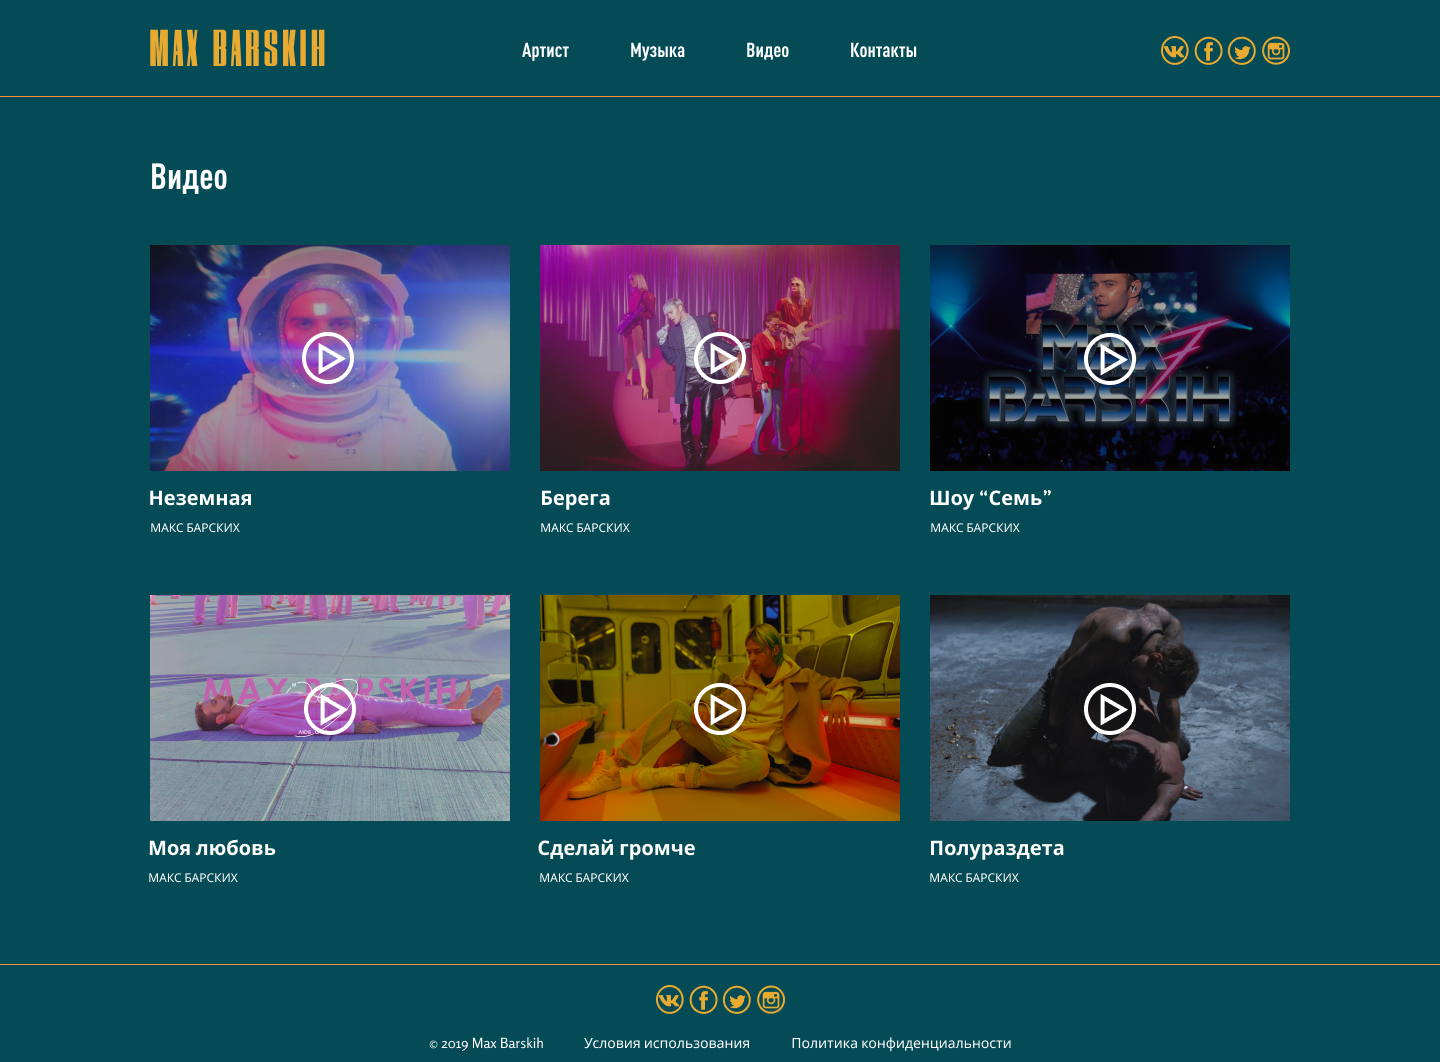 MAX BARSKIH
Артист Музыка Видео Контакты
Видео
MAX 7
BARSKIH
Неземная Берега Шоу “Семь”
МАКС БАРСКИХ МАКС БАРСКИХ МАКС БАРСКИХ
MAX BARSKIH
Моя любовь Сделай громче Полураздета
МАКС БАРСКИХ МАКС БАРСКИХ МАКС БАРСКИХ
© 2019 Max Barskih Условия использования Политика конфиденциальности